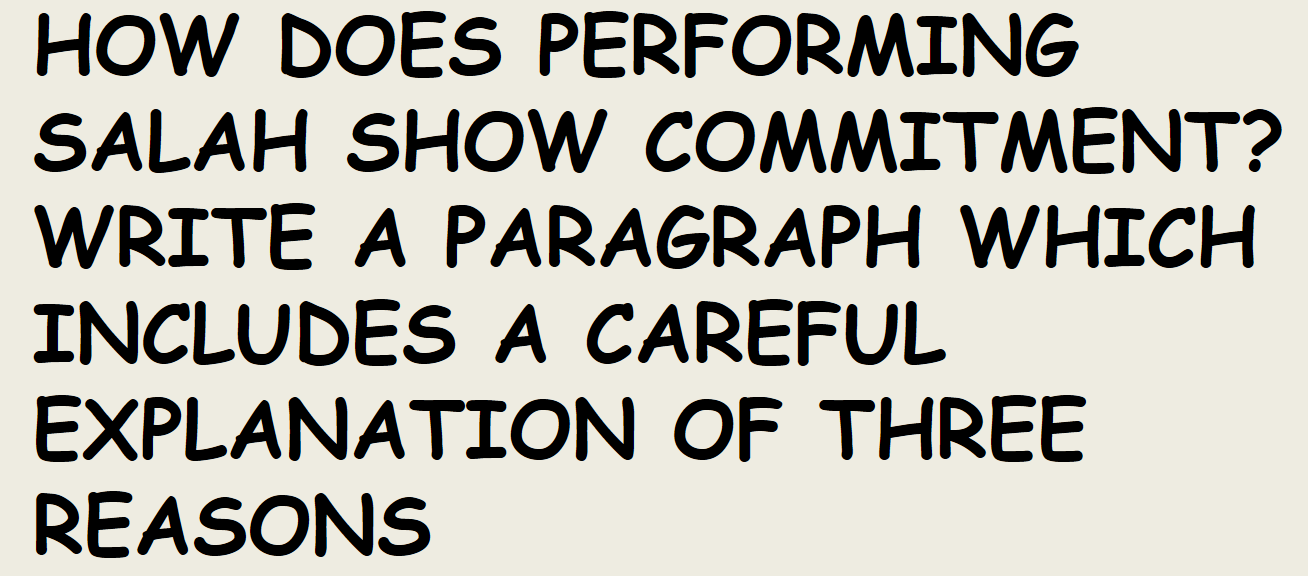 HOW DOES PERFORMING
SALAH SHOW COMMITMENT?
WRITE A PARAGRAPH WHICH
INCLUDES A CAREFUL
EXPLANATION OF THREE
REASONS